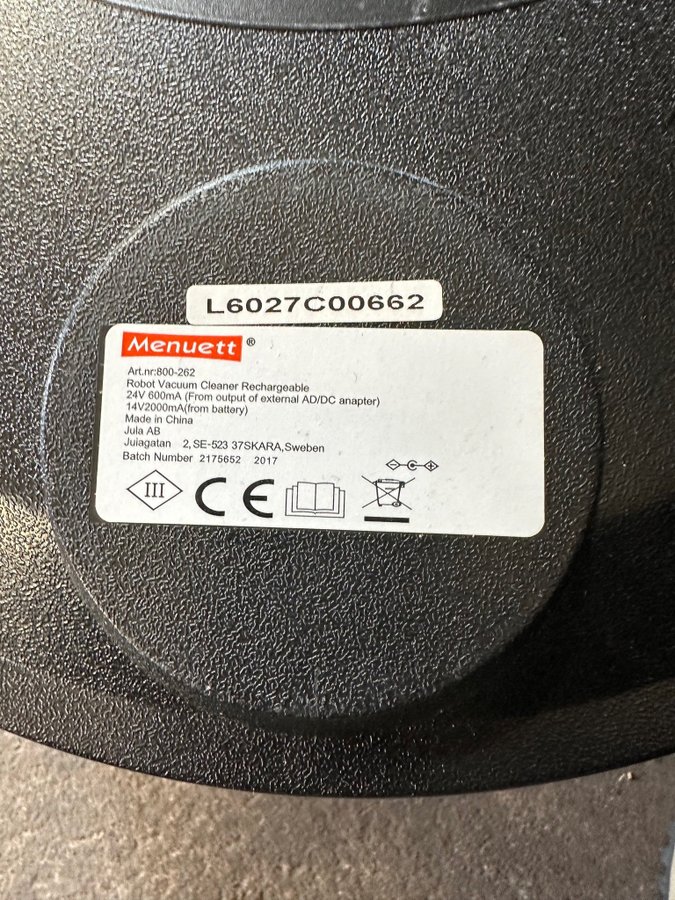 L6027C00662
Menuett ®
Art.nr:800-262
Robot Vacuum Cleaner Rechargeable
24V 600mA (From output of external AD/DC anapter)
14V2000mA(from battery)
Made in China
Jula AB
Juiagatan 2,SE-523 37SKARA,Sweben
Batch Number 2175652 2017
III CE